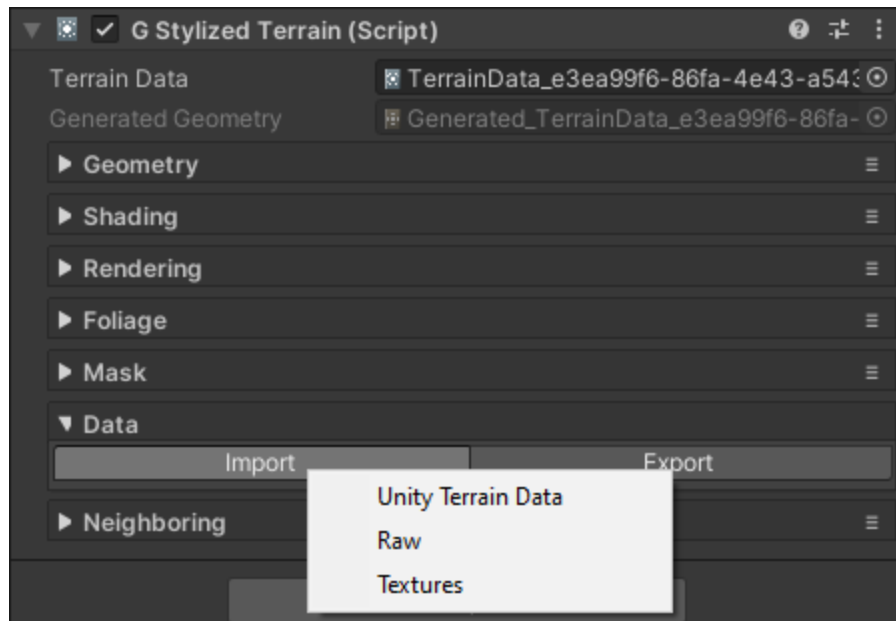 G Stylized Terrain (Script)
Terrain Data TerrainData_e3ea99f6-86fa-4e43-a543
Generated Geometry Generated_TerrainData_e3ea99f6-86fa-
Geometry
Shading
Rendering
Foliage
Mask
Data
Import Export
Unity Terrain Data
Neighboring
Raw
Textures